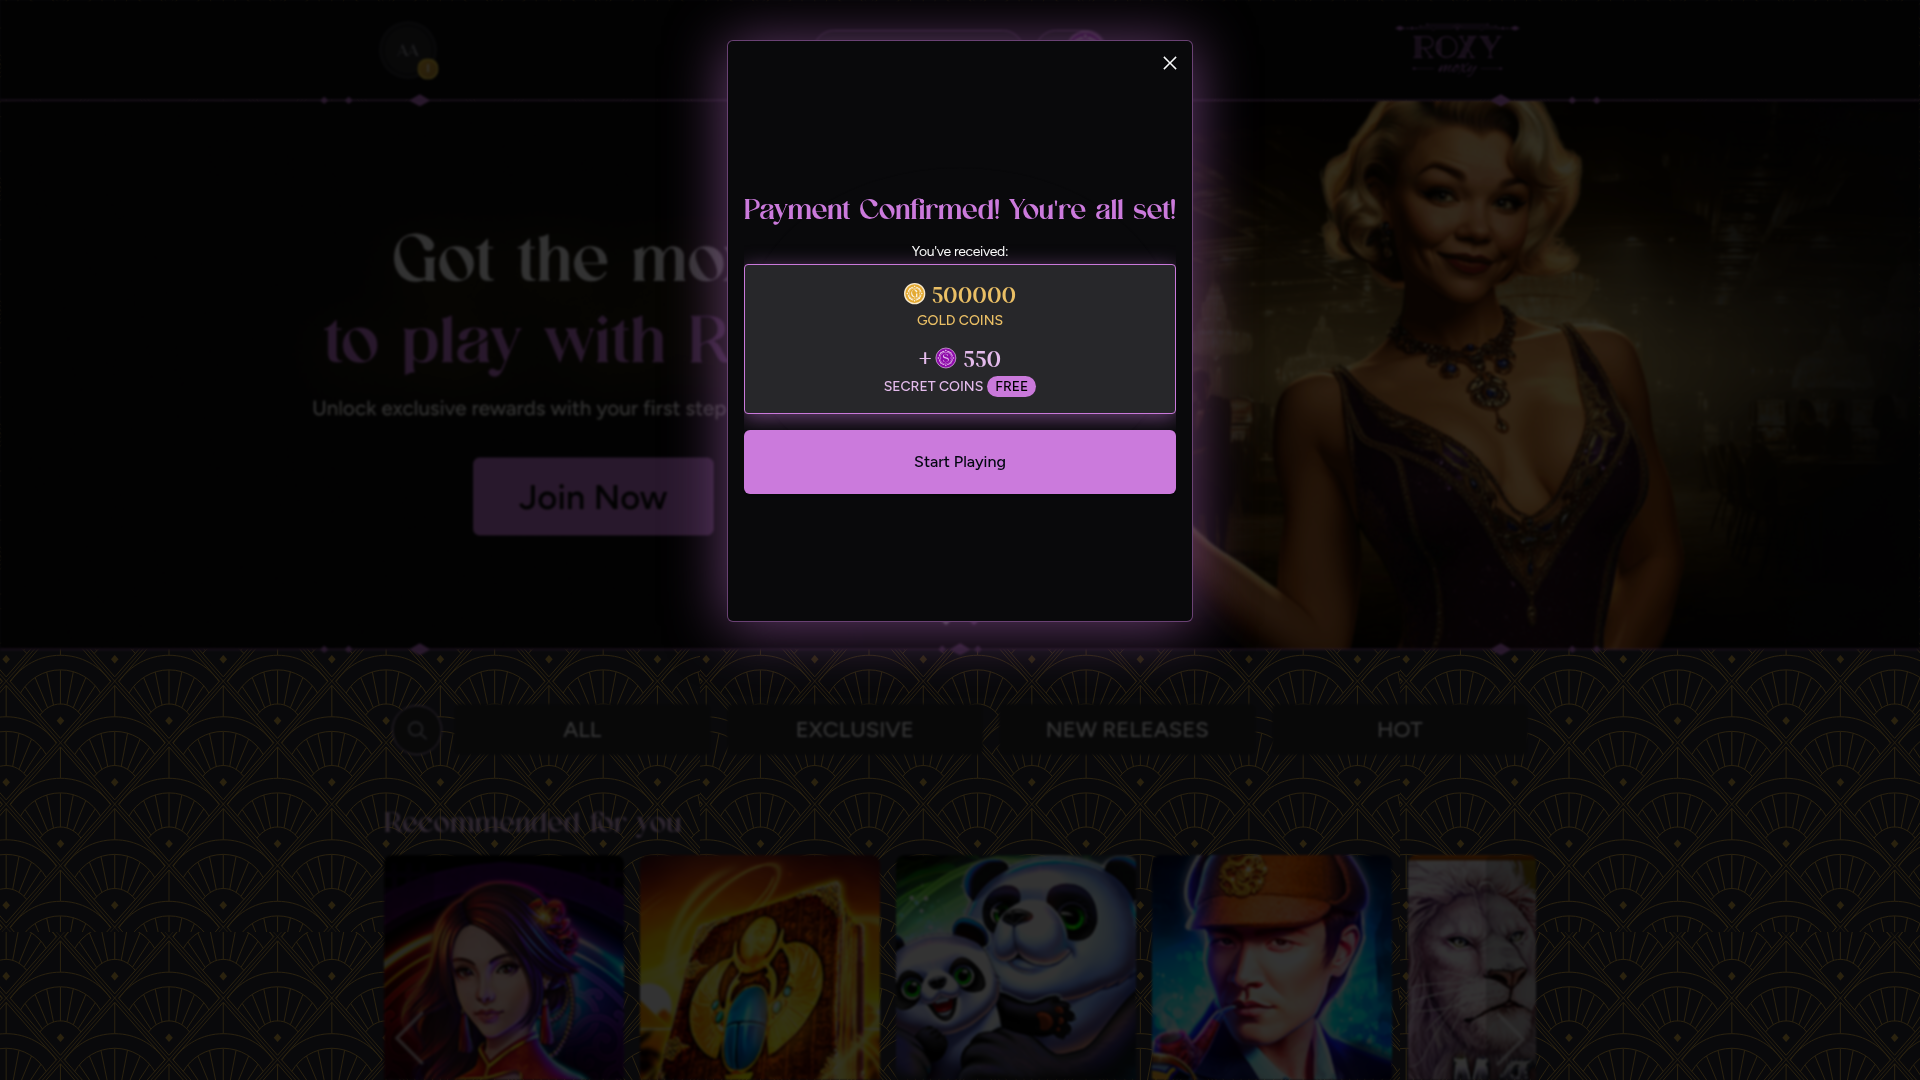 AA
ROXY
moxy
Payment Confirmed! You're all set!
You've received:
500000
GOLD COINS
+ 550
SECRET COINS FREE
Start Playing
Got the mo
to play with R
Unlock exclusive rewards with your first step
Join Now
ALL
EXCLUSIVE
NEW RELEASES
HOT
Recommended for you